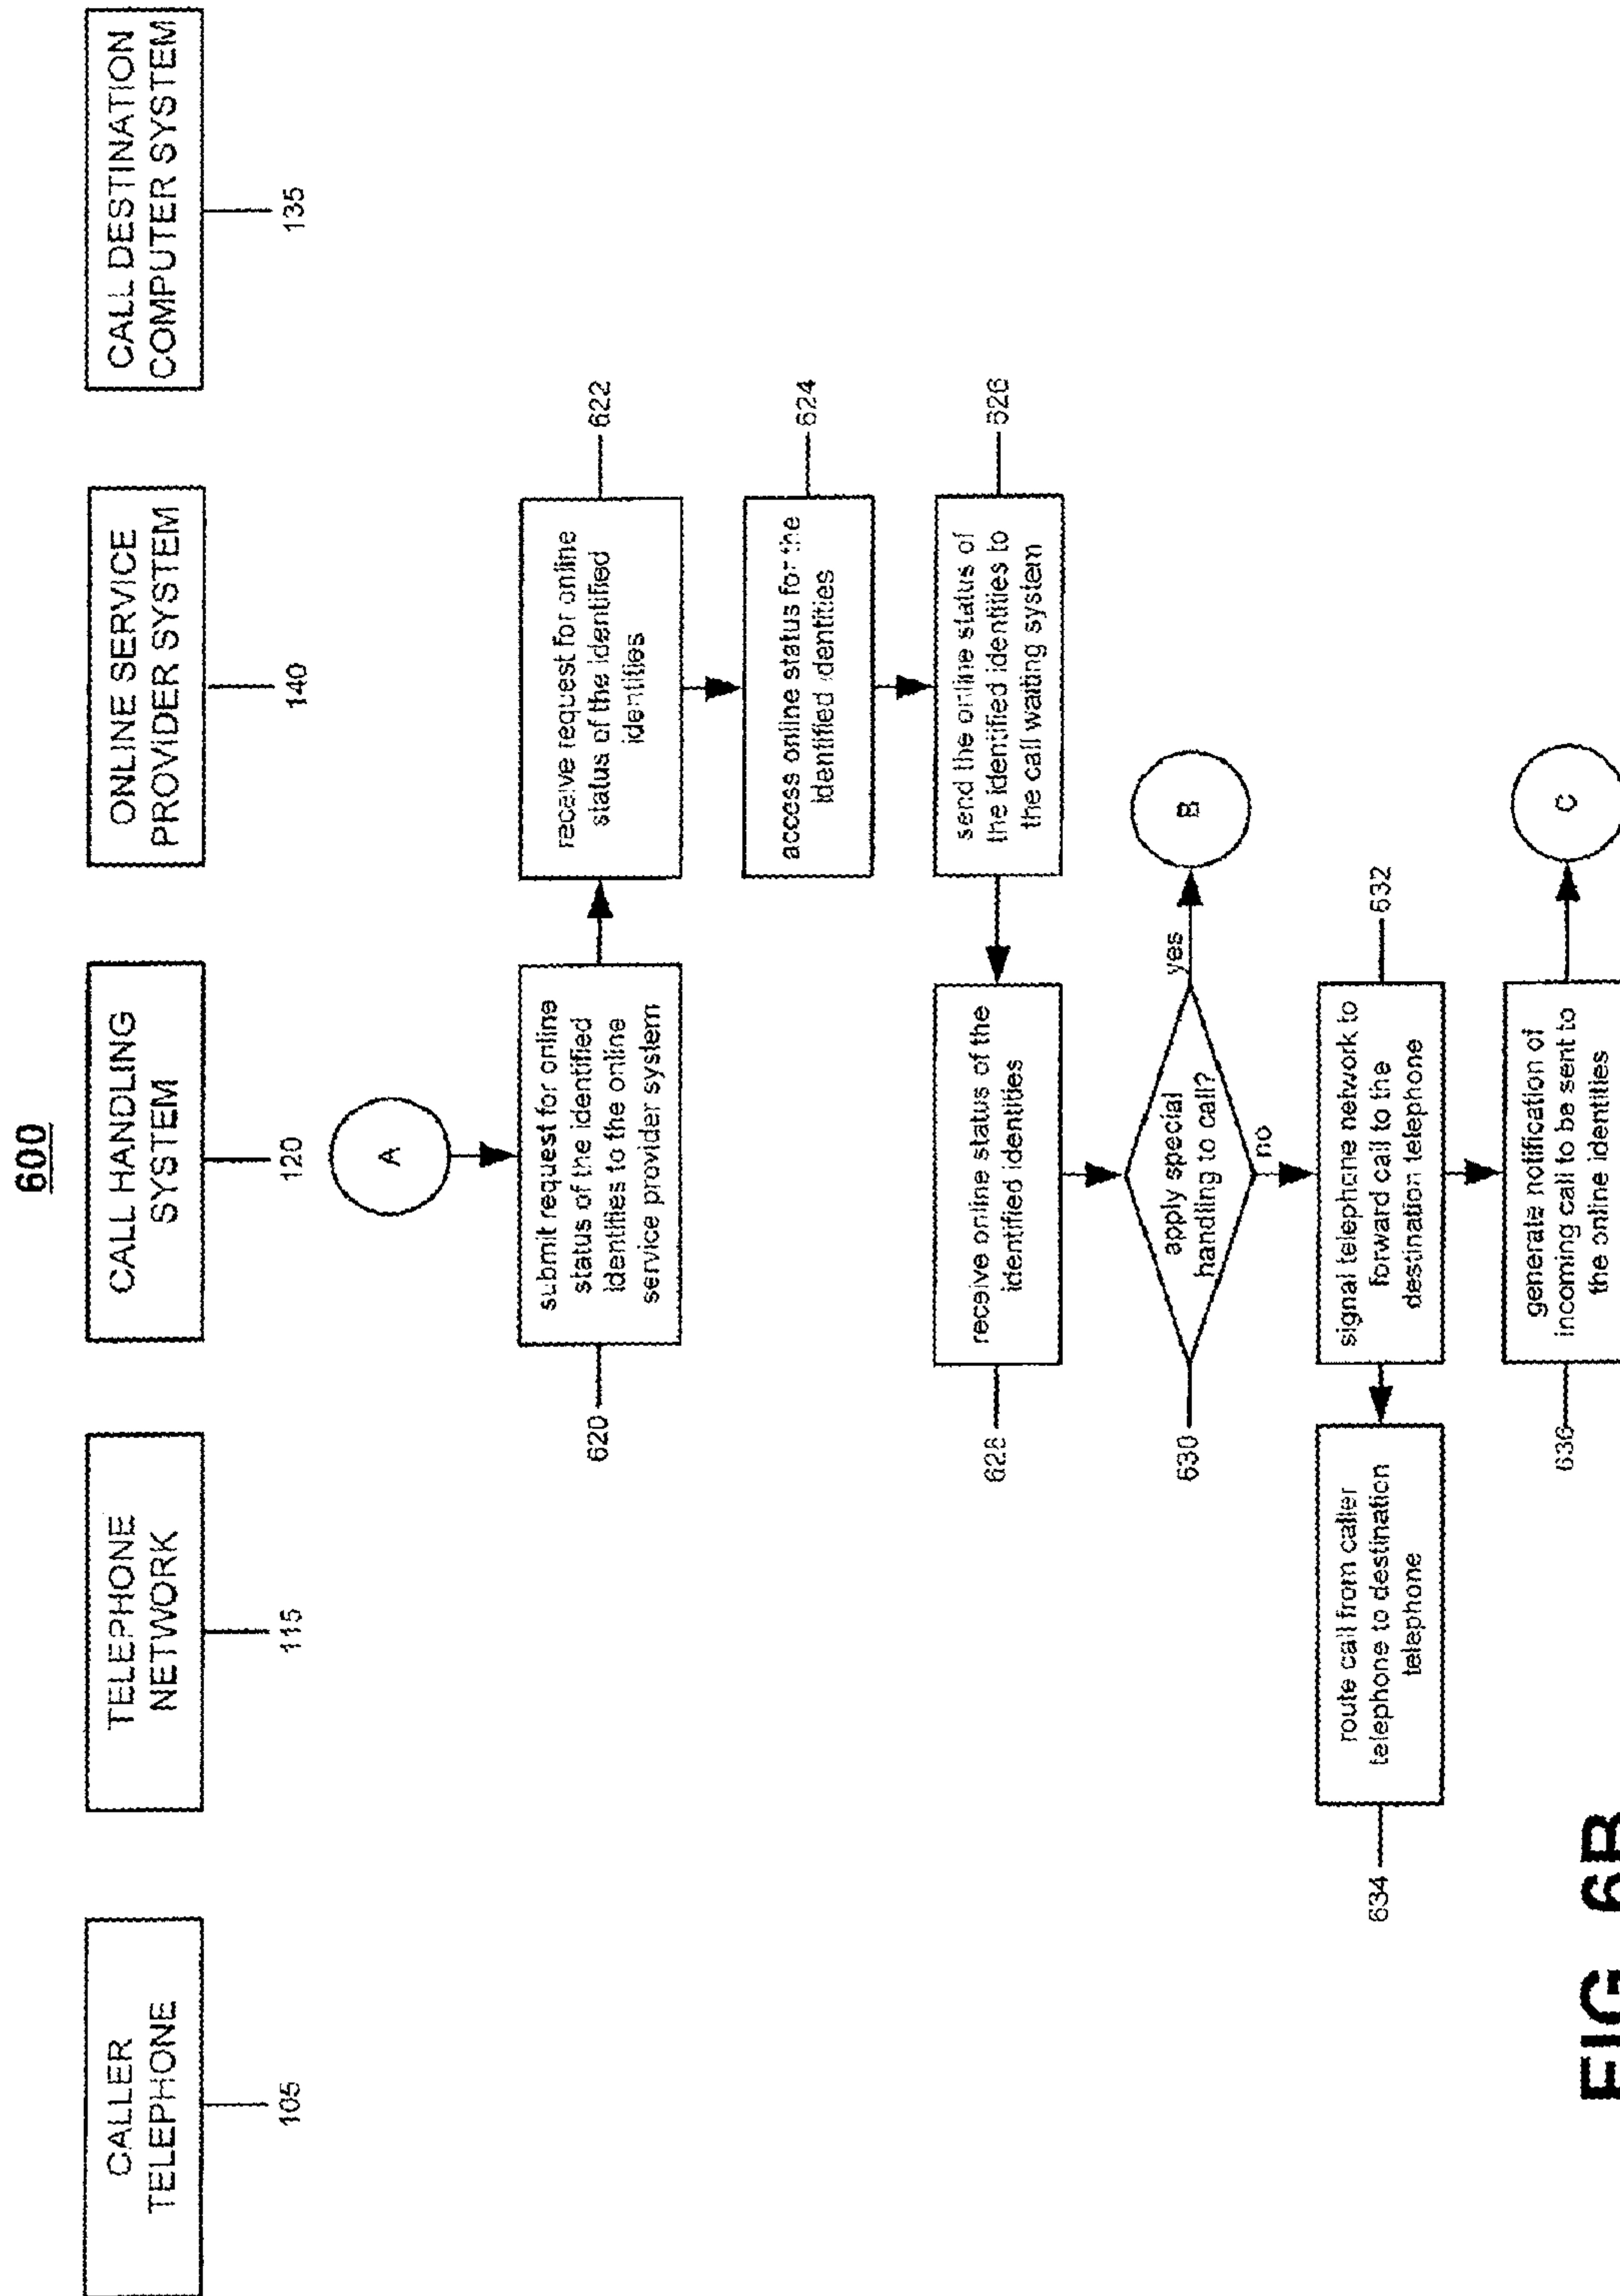 600
CALLER
TELEPHONE
105
TELEPHONE
NETWORK
115
CALL HANDLING
SYSTEM
120
ONLINE SERVICE
PROVIDER SYSTEM
140
CALL DESTINATION
COMPUTER SYSTEM
135
A
620
submit request for online
status of the identified
identities to the online
service provider system
receive request for online
status of the identified
identities
622
access online status for the
identified identities
624
send the online status of
the identified identities to
the call waiting system
626
628
receive online status of the
identified identities
630
apply special
handling to call?
yes
B
no
634
route call from caller
telephone to destination
telephone
signal telephone network to
forward call to the
destination telephone
632
636
generate notification of
incoming call to be sent to
the online identities
C
FIG. 6B